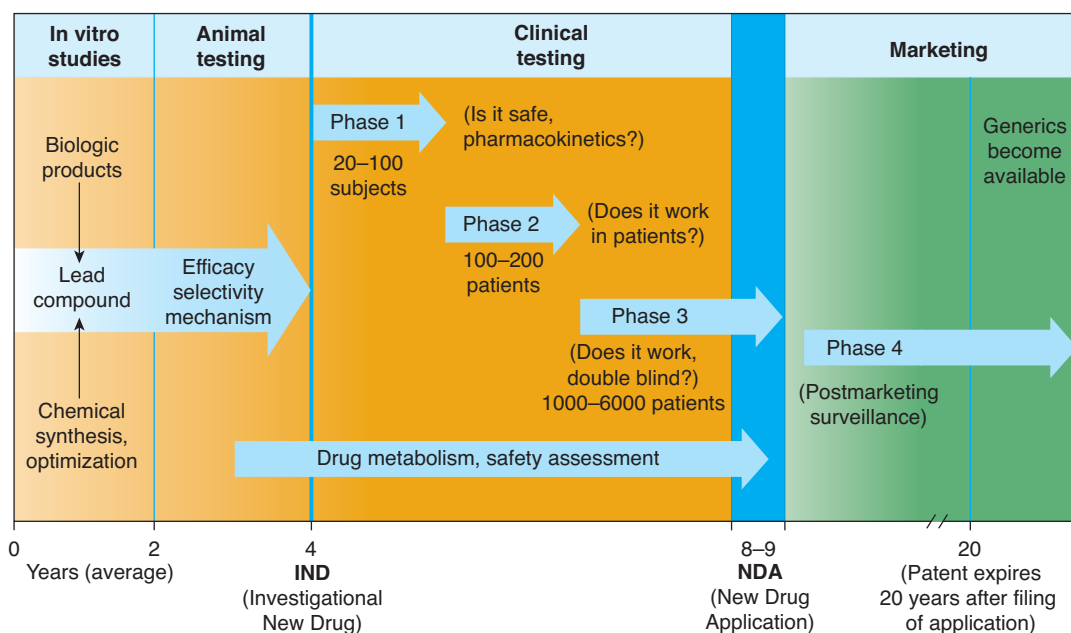 In vitro
studies
Animal
testing
Clinical
testing
Marketing
Biologic
products
Lead
compound
Chemical
synthesis,
optimization
Efficacy
selectivity
mechanism
Phase 1
(Is it safe,
pharmacokinetics?)
20–100
subjects
Phase 2
(Does it work
in patients?)
100–200
patients
Phase 3
(Does it work,
double blind?)
1000–6000 patients
Drug metabolism, safety assessment
Generics
become
available
Phase 4
(Postmarketing
surveillance)
0
2
4
8–9
20
Years (average)
IND
(Investigational
New Drug)
NDA
(New Drug
Application)
(Patent expires
20 years after filing
of application)